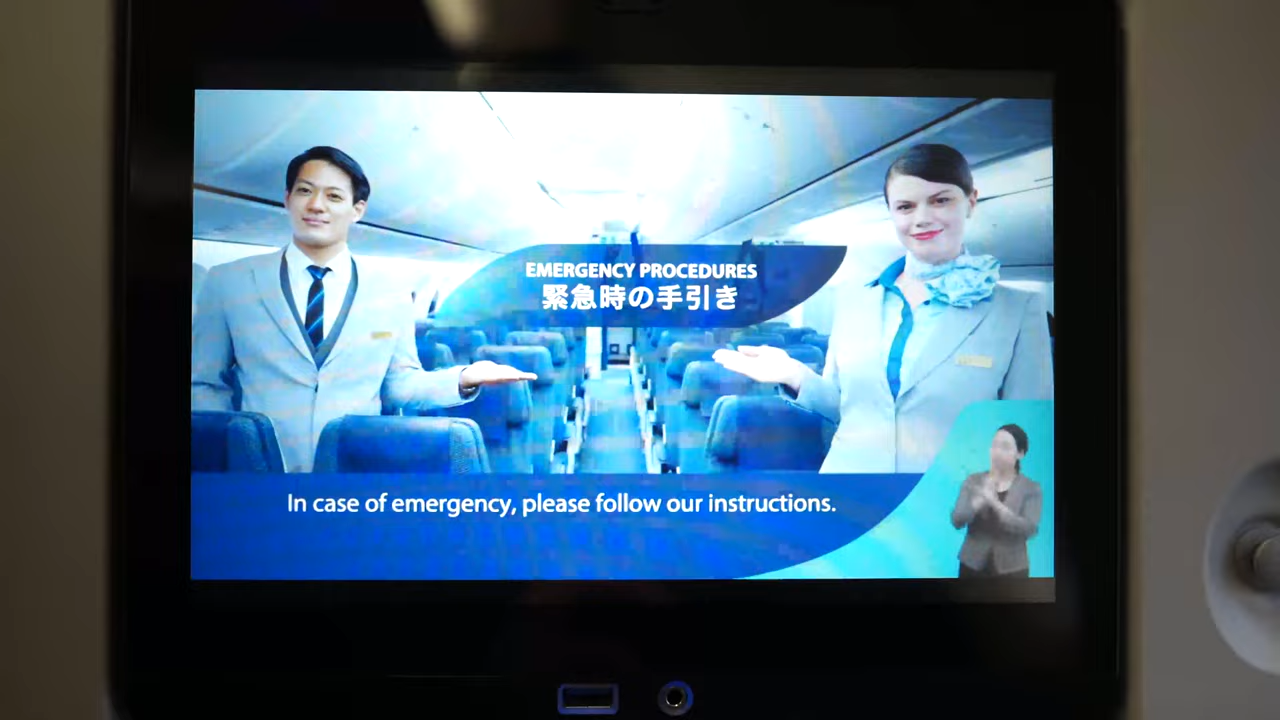 EMERGENCY PROCEDURES
緊急時の手引き
In case of emergency, please follow our instructions.